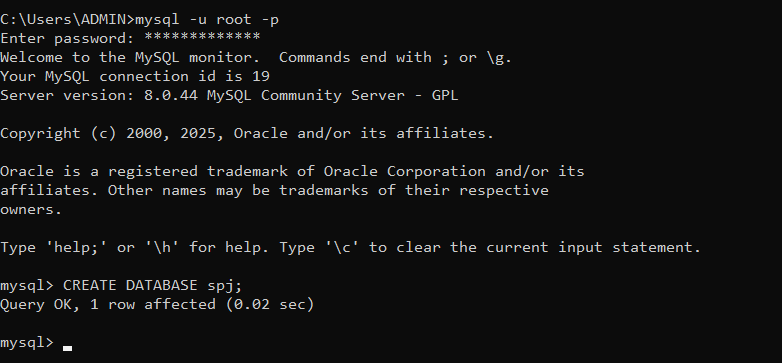 C:\Users\ADMIN>mysql -u root -p
Enter password: *************
Welcome to the MySQL monitor.  Commands end with ; or \g.
Your MySQL connection id is 19
Server version: 8.0.44 MySQL Community Server - GPL

Copyright (c) 2000, 2025, Oracle and/or its affiliates.

Oracle is a registered trademark of Oracle Corporation and/or its
affiliates. Other names may be trademarks of their respective
owners.

Type 'help;' or '\h' for help. Type '\c' to clear the current input statement.

mysql> CREATE DATABASE spj;
Query OK, 1 row affected (0.02 sec)

mysql>